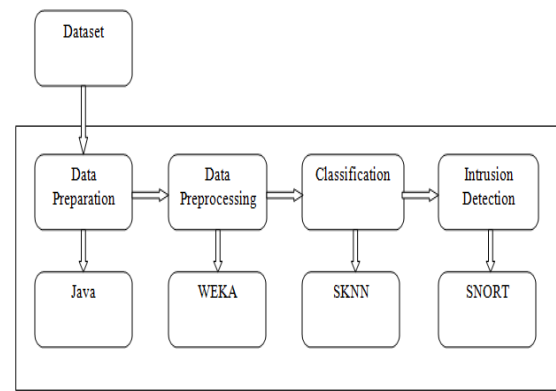 Dataset
Data
Preparation
Data
Preprocessing
Classification
Intrusion
Detection
Java
WEKA
SKNN
SNORT